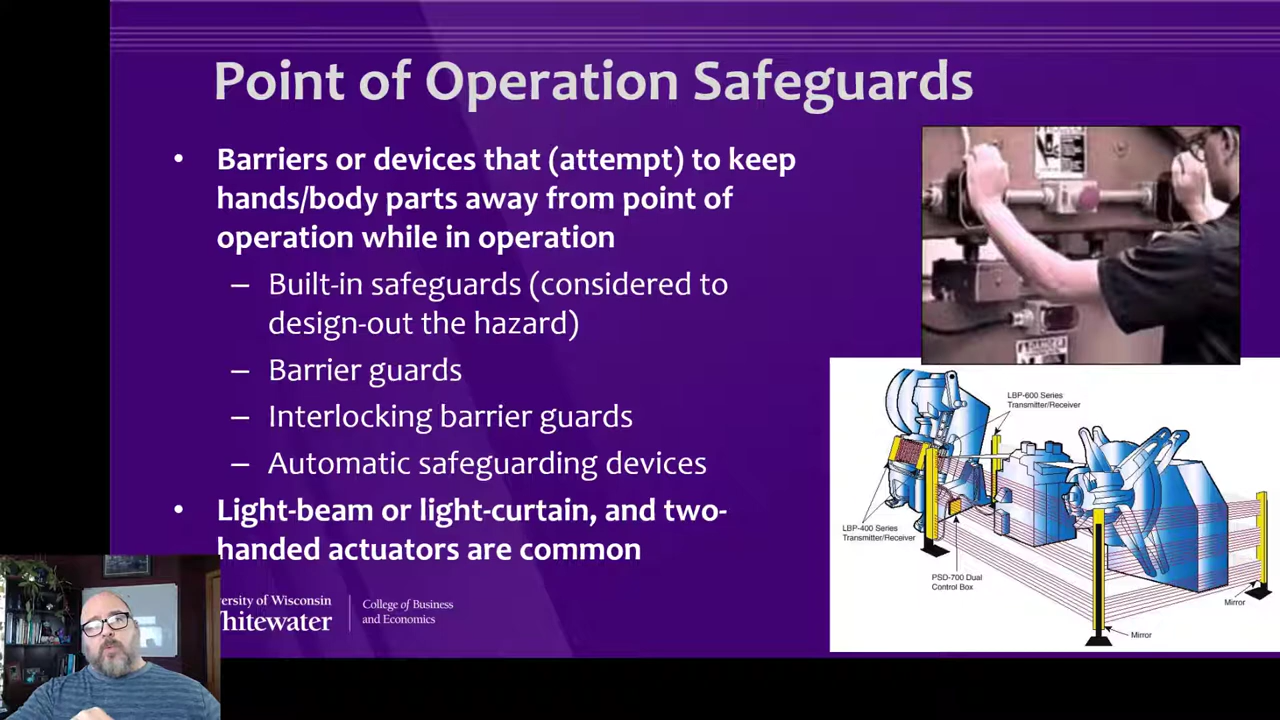 Point of Operation Safeguards
• Barriers or devices that (attempt) to keep
hands/body parts away from point of
operation while in operation
– Built-in safeguards (considered to
design-out the hazard)
– Barrier guards
– Interlocking barrier guards
– Automatic safeguarding devices
• Light-beam or light-curtain, and two-
handed actuators are common
LBP-600 Series
Transmitter/Receiver
LBP-400 Series
Transmitter/Receiver
PSD-700 Dual
Control Box
Mirror
Mirror
versity of Wisconsin
Whitewater
College of Business
and Economics